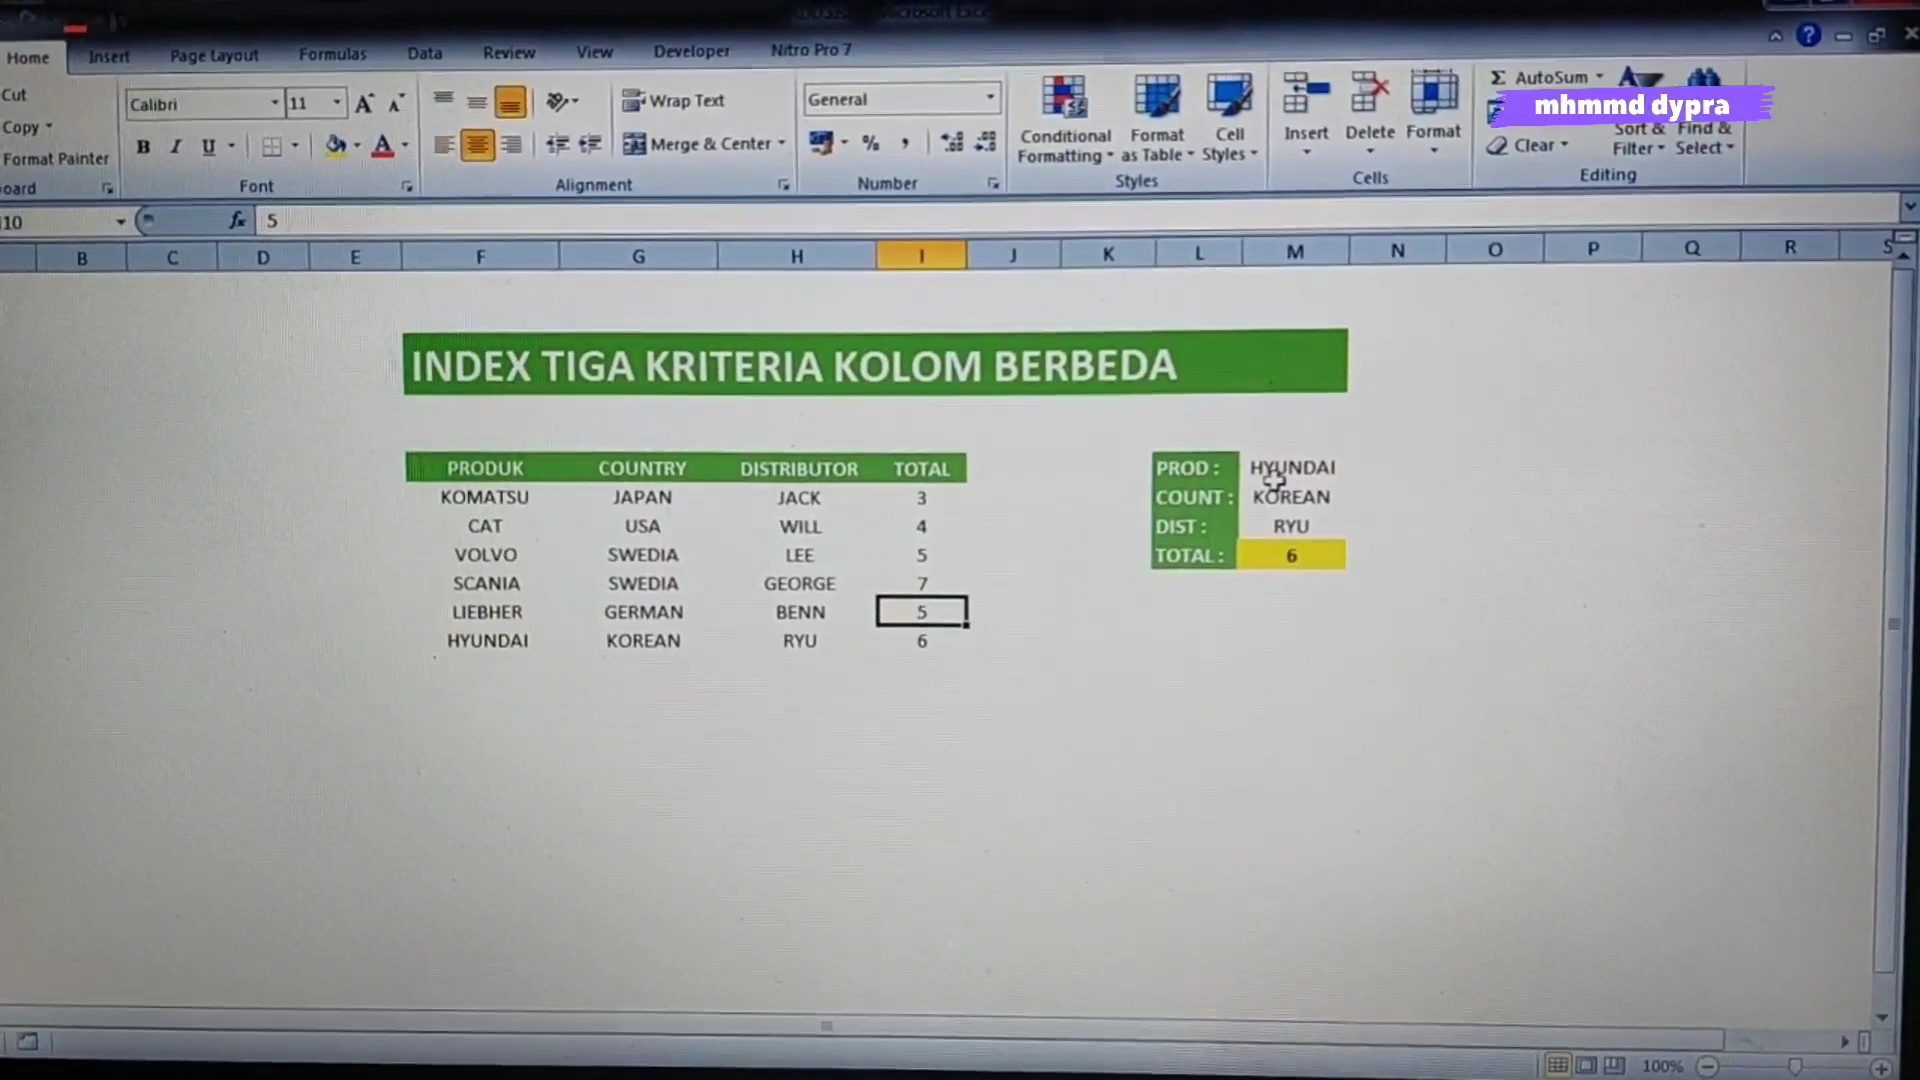 Microsoft Exce
Home Insert Page Layout Formulas Data Review View Developer Nitro Pro 7
Cut
Copy
Format Painter
oard
Calibri 11
B I U
Font
Wrap Text
Merge & Center
Alignment
General
% ,
Number
Conditional Formatting
Format as Table
Cell Styles
Styles
Insert Delete Format
Cells
Σ AutoSum
mhmmd dypra
Clear
Sort & Filter
Find & Select
Editing
10 fx 5
B C D E F G H I J K L M N O P Q R S
INDEX TIGA KRITERIA KOLOM BERBEDA
PRODUK COUNTRY DISTRIBUTOR TOTAL
KOMATSU JAPAN JACK 3
CAT USA WILL 4
VOLVO SWEDIA LEE 5
SCANIA SWEDIA GEORGE 7
LIEBHER GERMAN BENN 5
HYUNDAI KOREAN RYU 6
PROD : HYUNDAI
COUNT : KOREAN
DIST : RYU
TOTAL : 6
100%